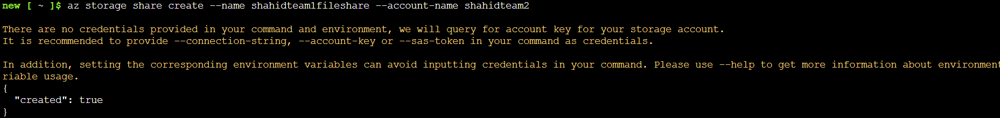 new [ ~ ]$ az storage share create --name shahidteam1fileshare --account-name shahidteam2
There are no credentials provided in your command and environment, we will query for account key for your storage account.
It is recommended to provide --connection-string, --account-key or --sas-token in your command as credentials.
In addition, setting the corresponding environment variables can avoid inputting credentials in your command. Please use --help to get more information about environment
riable usage.
{
  "created": true
}